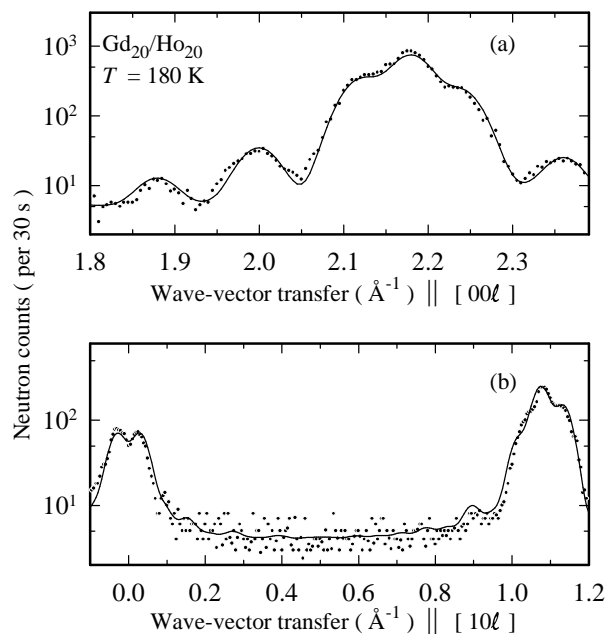 Neutron counts ( per 30 s )
10³
10²
10¹
Gd₂₀/Ho₂₀
T = 180 K
(a)
1.8 1.9 2.0 2.1 2.2 2.3
Wave-vector transfer ( Å⁻¹ ) || [ 00ℓ ]
10²
10¹
(b)
0.0 0.2 0.4 0.6 0.8 1.0 1.2
Wave-vector transfer ( Å⁻¹ ) || [ 10ℓ ]